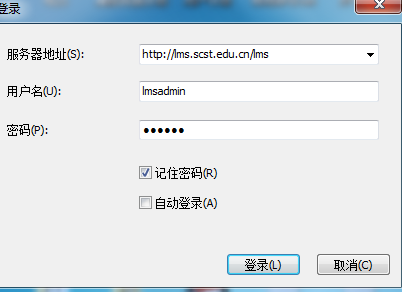 登录
服务器地址(S): http://lms.scst.edu.cn/lms
用户名(U): lmsadmin
密码(P): ●●●●●●
记住密码(R)
自动登录(A)
登录(L) 取消(C)